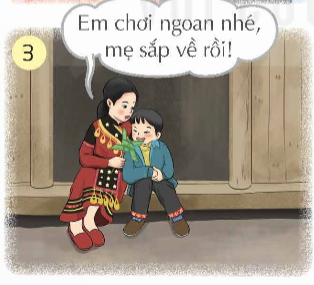 Em chơi ngoan nhé,
mẹ sắp về rồi!
3